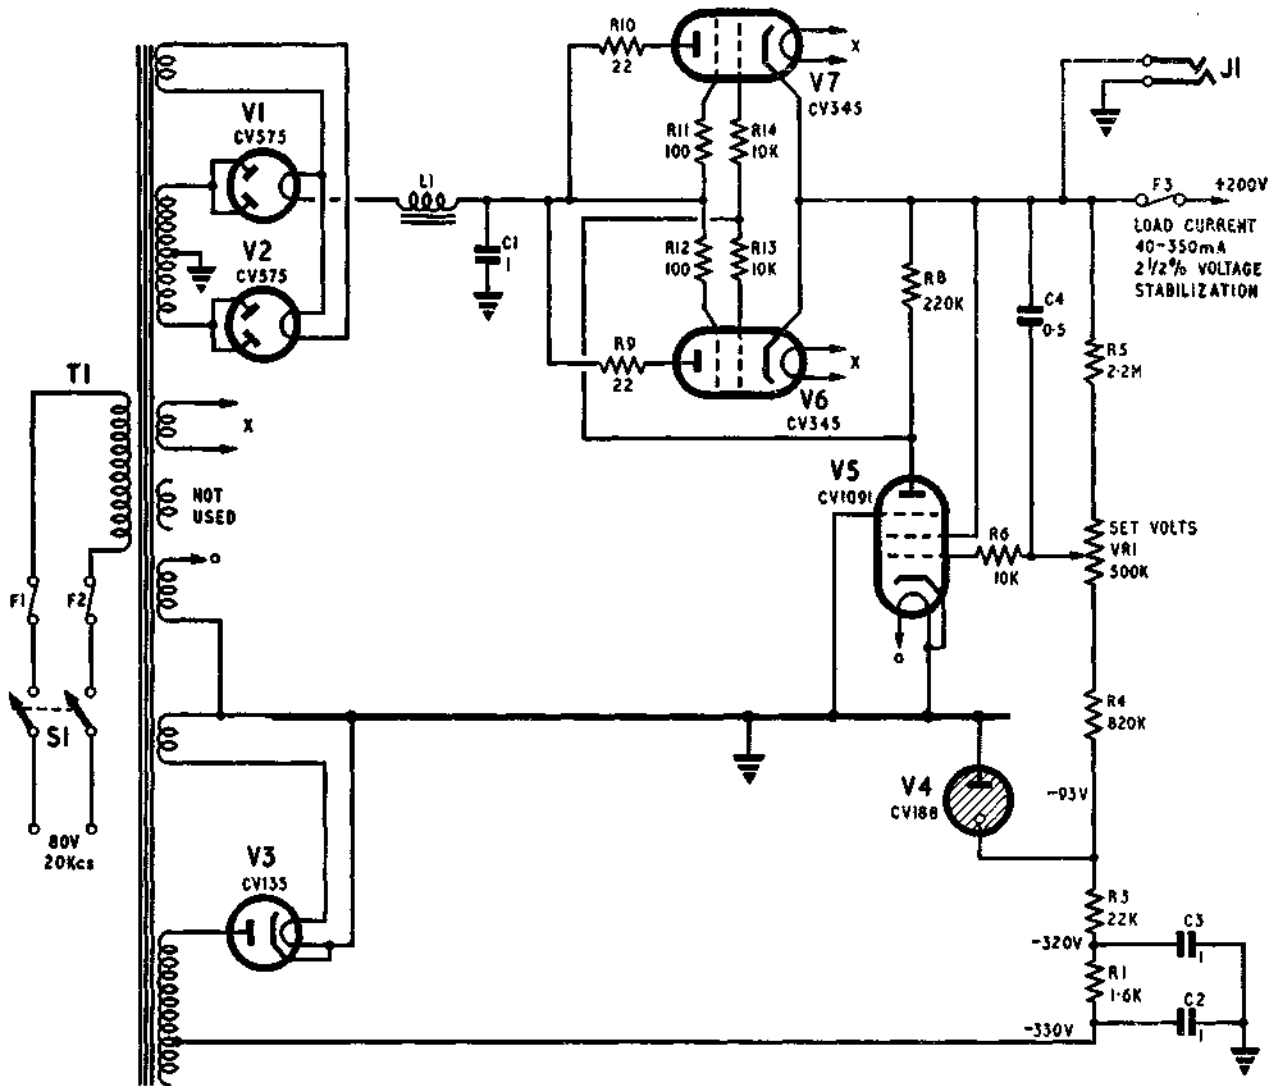 R10
22
X
V7
CV345
J1
V1
CV575
R11
100
R14
10K
L1
F3
+200V
LOAD CURRENT
40-350mA
2 1/2% VOLTAGE
STABILIZATION
V2
CV575
C1
1
R12
100
R13
10K
R8
220K
C4
0·5
R9
22
X
V6
CV345
R5
2·2M
T1
X
NOT
USED
V5
CV1091
R6
10K
SET VOLTS
VR1
500K
a
F1
F2
a
S1
R4
820K
80V
20Kcs
V4
CV188
-93V
V3
CV135
R3
22K
-320V
C3
1
R1
1·6K
-330V
C2
1